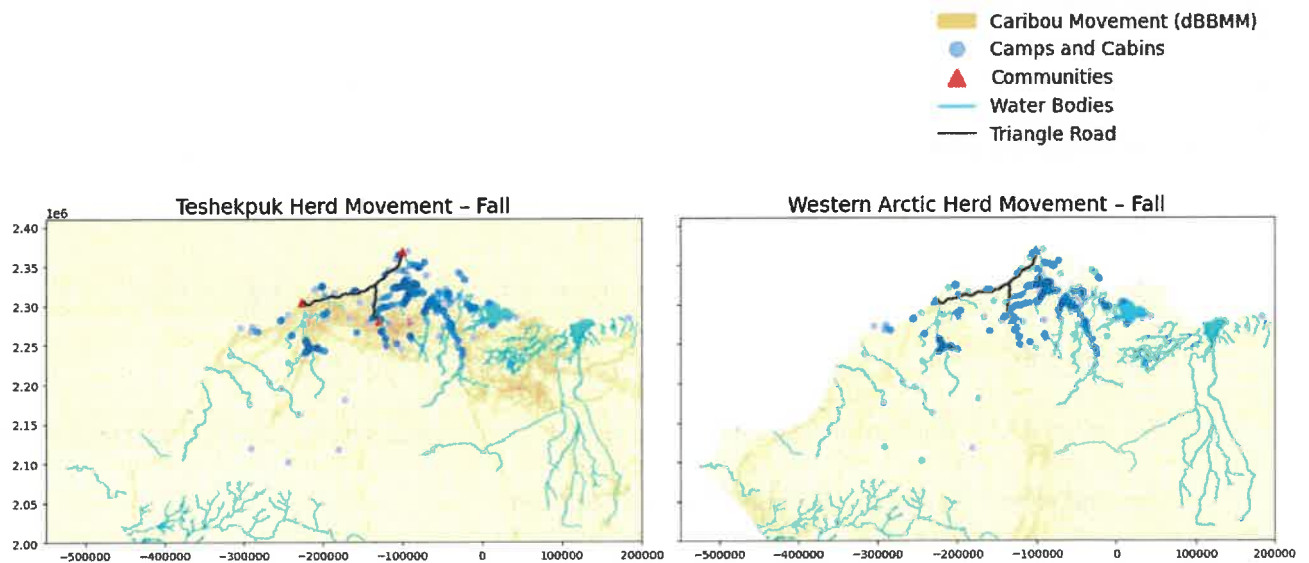 Caribou Movement (dBBMM)
Camps and Cabins
Communities
Water Bodies
Triangle Road
Teshekpuk Herd Movement – Fall
1e6
2.40
2.35
2.30
2.25
2.20
2.15
2.10
2.05
2.00
−500000 −400000 −300000 −200000 −100000 0 100000 200000
Western Arctic Herd Movement – Fall
−500000 −400000 −300000 −200000 −100000 0 100000 200000